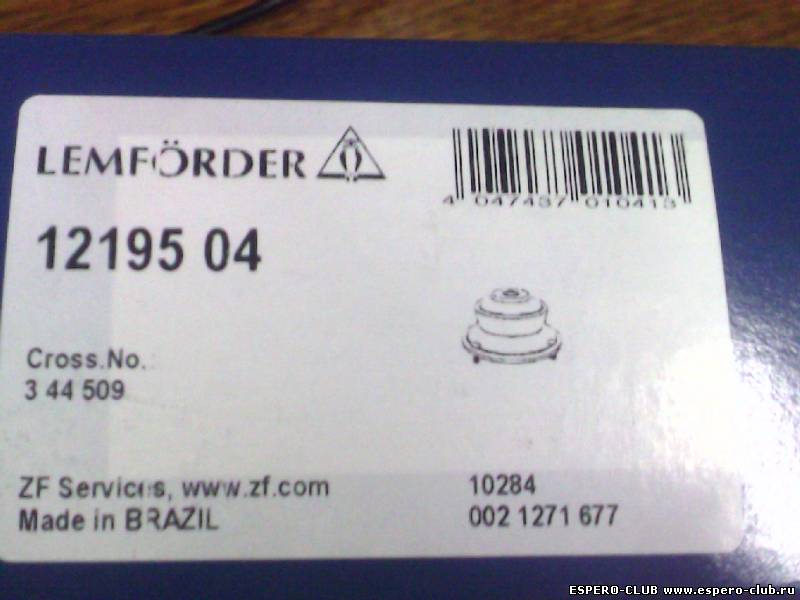 LEMFÖRDER
4 047437 010413
12195 04
Cross.No.
3 44 509
ZF Services, www.zf.com
Made in BRAZIL
10284
002 1271 677
ESPERO-CLUB www.espero-club.ru